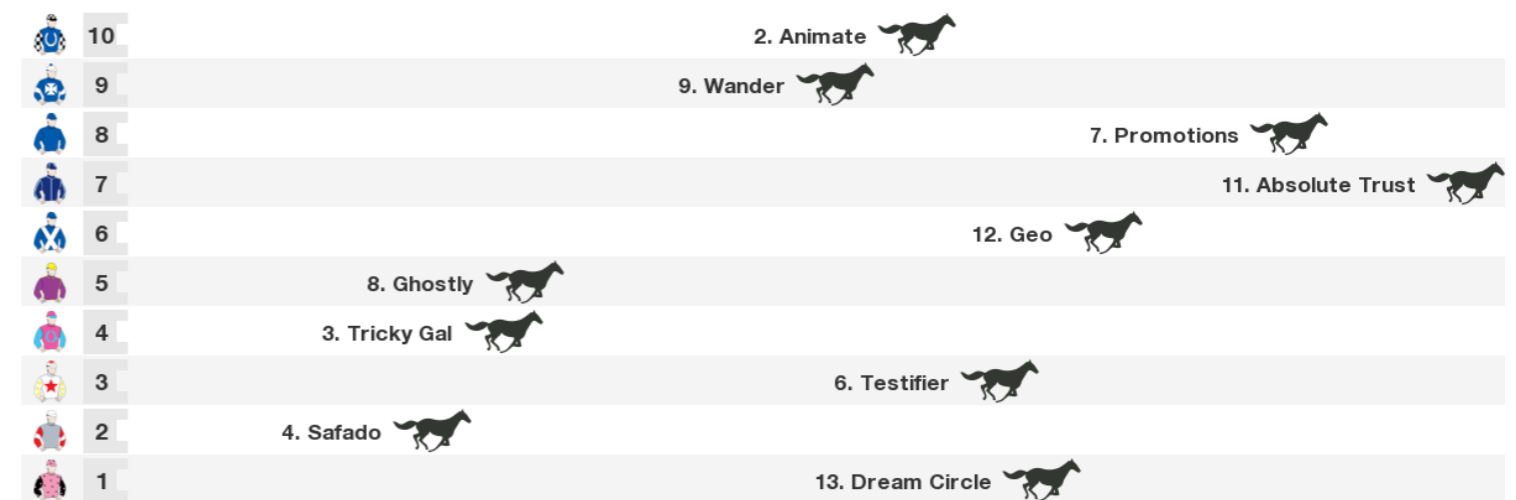 10 2. Animate
9 9. Wander
8 7. Promotions
7 11. Absolute Trust
6 12. Geo
5 8. Ghostly
4 3. Tricky Gal
3 6. Testifier
2 4. Safado
1 13. Dream Circle